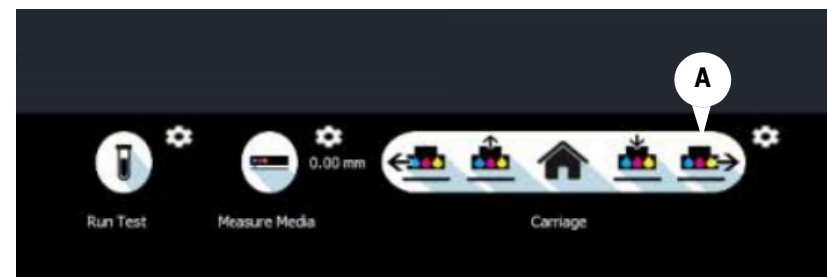 A
0.00 mm
Run Test
Measure Media
Carriage